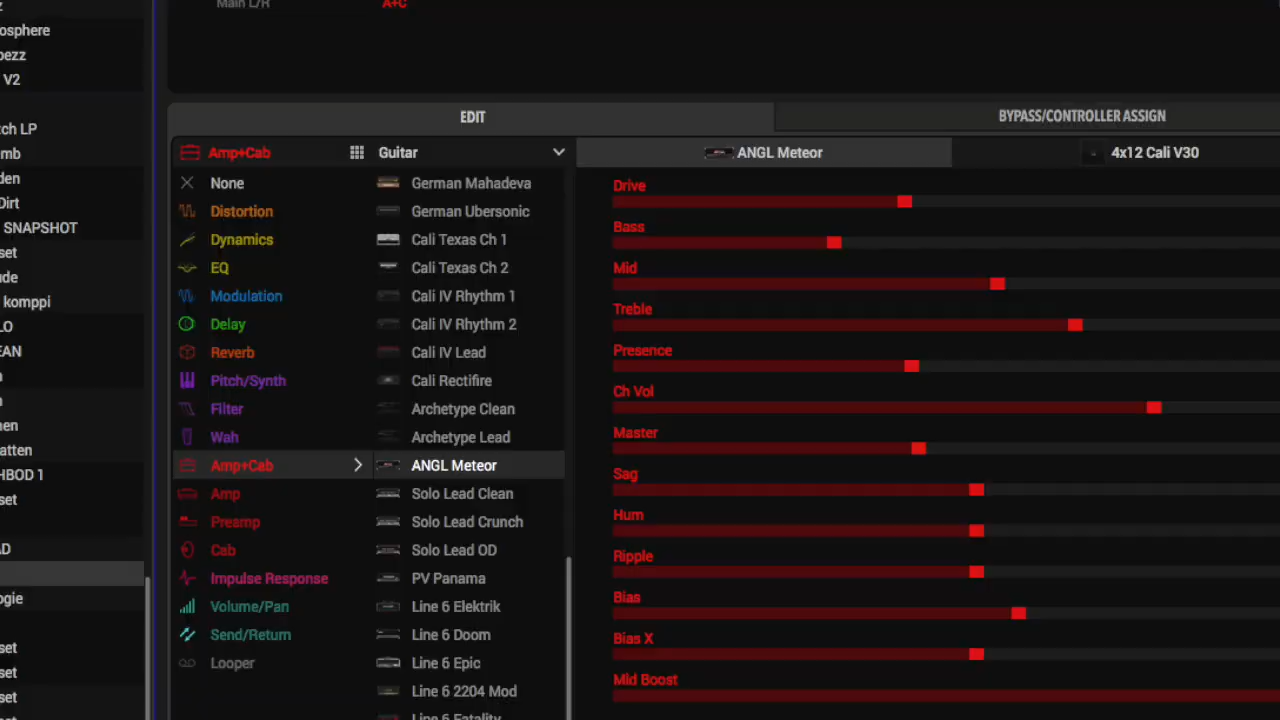 osphere
pezz
V2
tch LP
mb
den
Dirt
SNAPSHOT
set
ude
komppi
LO
EAN
n
n
nen
atten
HBOD 1
set
AD
ogie
set
set
set
Main L/R
A+C
EDIT
BYPASS/CONTROLLER ASSIGN
Amp+Cab
Guitar
ANGL Meteor
4x12 Cali V30
None
Distortion
Dynamics
EQ
Modulation
Delay
Reverb
Pitch/Synth
Filter
Wah
Amp+Cab
Amp
Preamp
Cab
Impulse Response
Volume/Pan
Send/Return
Looper
German Mahadeva
German Ubersonic
Cali Texas Ch 1
Cali Texas Ch 2
Cali IV Rhythm 1
Cali IV Rhythm 2
Cali IV Lead
Cali Rectifire
Archetype Clean
Archetype Lead
ANGL Meteor
Solo Lead Clean
Solo Lead Crunch
Solo Lead OD
PV Panama
Line 6 Elektrik
Line 6 Doom
Line 6 Epic
Line 6 2204 Mod
Line 6 Fatality
Drive
Bass
Mid
Treble
Presence
Ch Vol
Master
Sag
Hum
Ripple
Bias
Bias X
Mid Boost